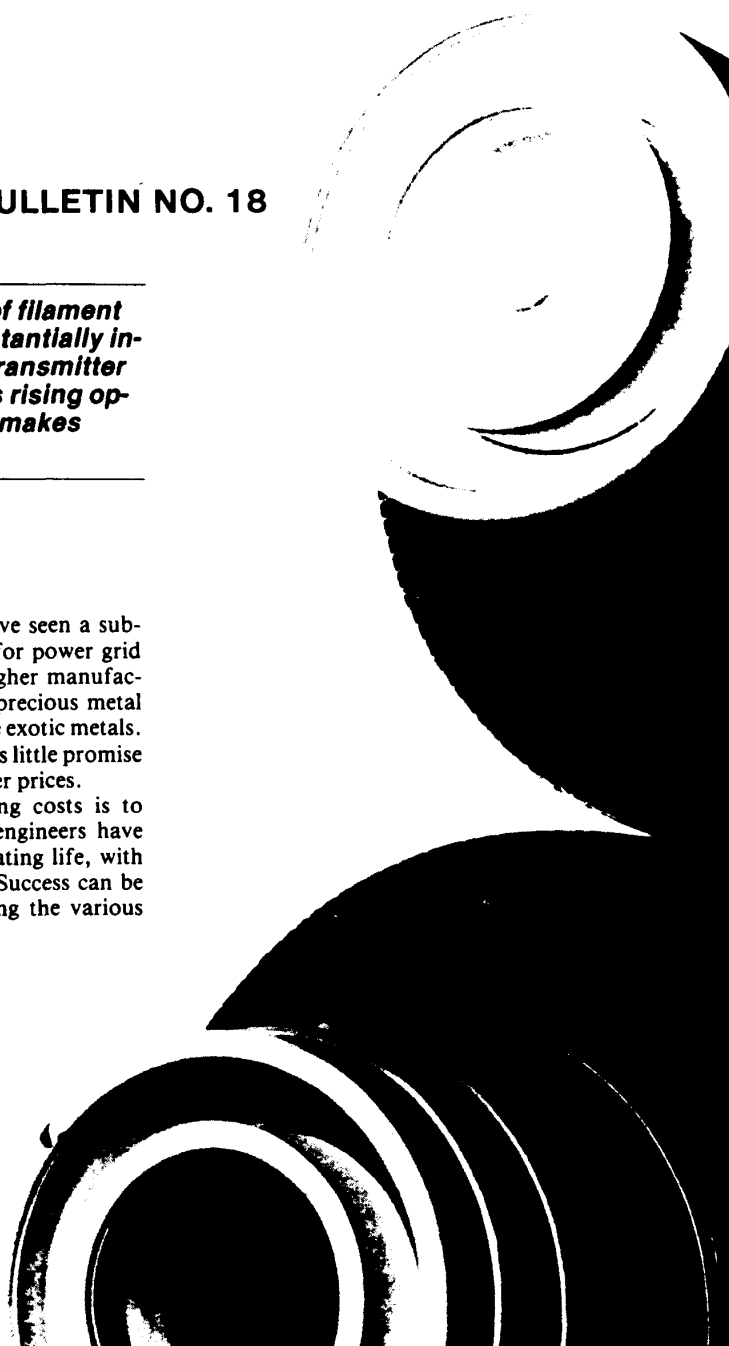 ULLETIN NO. 18
of filament
tantially in-
ransmitter
s rising op-
makes
ve seen a sub-
for power grid
gher manufac-
precious metal
e exotic metals.
s little promise
er prices.
ng costs is to
engineers have
ating life, with
Success can be
ng the various